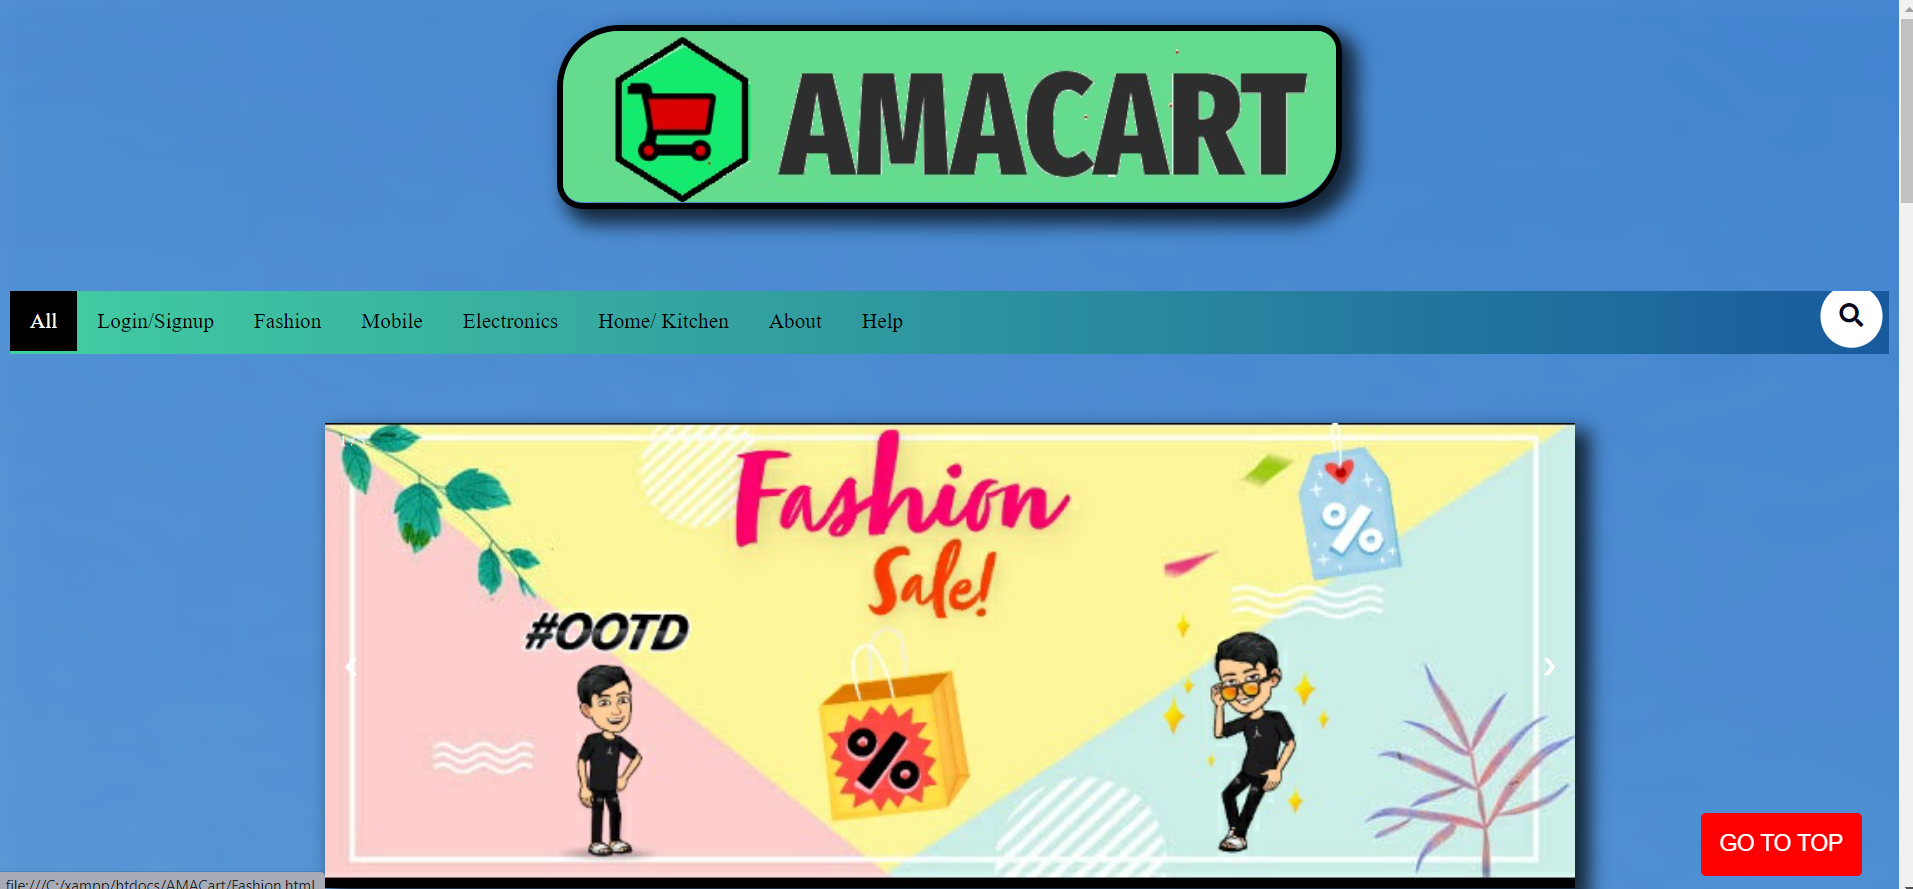 AMACART
All Login/Signup Fashion Mobile Electronics Home/ Kitchen About Help
Fashion
Sale!
%
#OOTD
%
❮ ❯
GO TO TOP
file:///C:/xampp/htdocs/AMACart/Fashion.html